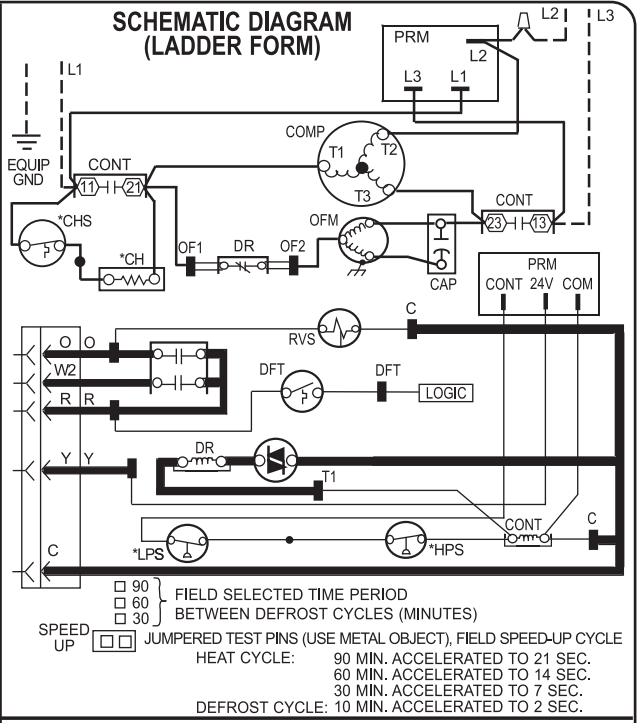 SCHEMATIC DIAGRAM
(LADDER FORM)
L1
L2
L3
PRM
L2
L3 L1
EQUIP
GND
COMP
T1
T2
T3
CONT
11 21
*CHS
*CH
OF1
DR
OF2
OFM
CAP
CONT
23 13
PRM
CONT 24V COM
O O
W2
R R
RVS
C
DFT
DFT
LOGIC
Y Y
DR
T1
CONT
C
*LPS
*HPS
C
90
60
30
FIELD SELECTED TIME PERIOD
BETWEEN DEFROST CYCLES (MINUTES)
SPEED
UP
JUMPERED TEST PINS (USE METAL OBJECT), FIELD SPEED-UP CYCLE
HEAT CYCLE: 90 MIN. ACCELERATED TO 21 SEC.
60 MIN. ACCELERATED TO 14 SEC.
30 MIN. ACCELERATED TO 7 SEC.
DEFROST CYCLE: 10 MIN. ACCELERATED TO 2 SEC.